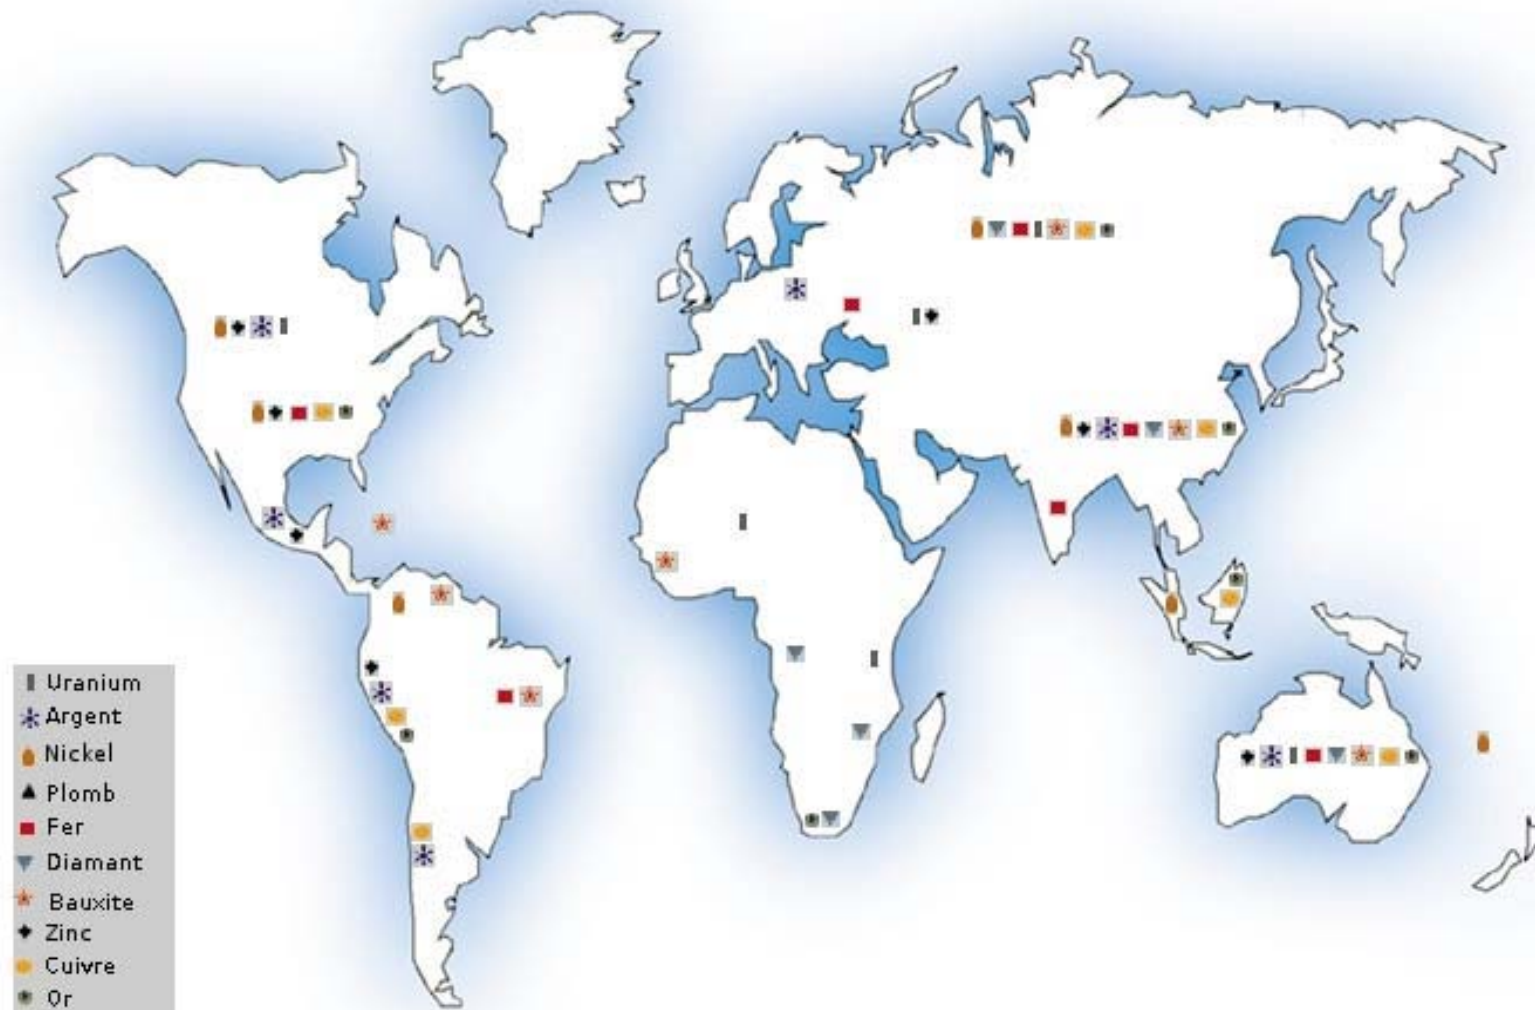 Uranium
Argent
Nickel
Plomb
Fer
Diamant
Bauxite
Zinc
Cuivre
Or